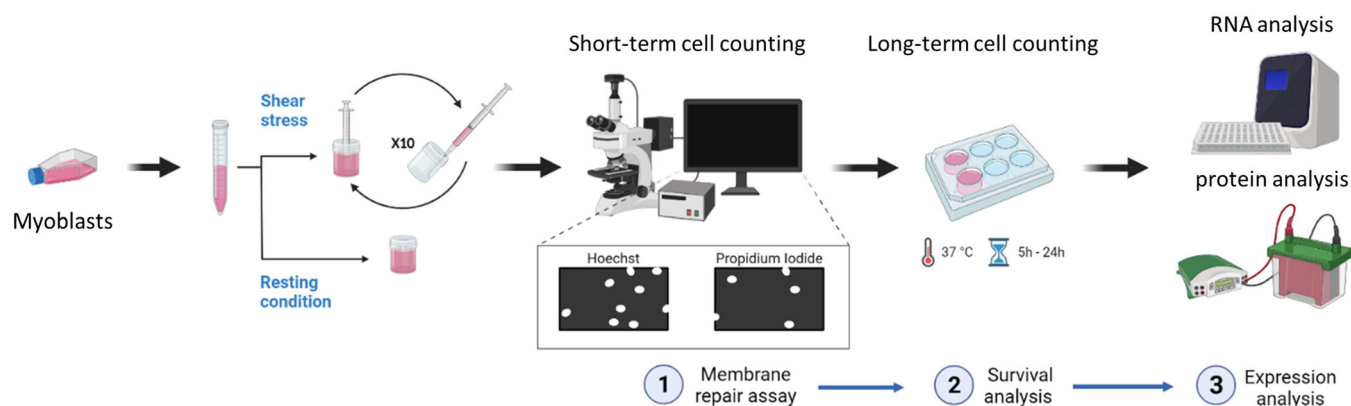 Myoblasts
Shear
stress
X10
Resting
condition
Short-term cell counting
Hoechst
Propidium Iodide
Long-term cell counting
37 °C
5h - 24h
RNA analysis
protein analysis
1
Membrane
repair assay
2
Survival
analysis
3
Expression
analysis